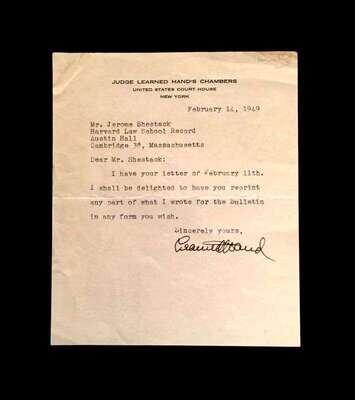 JUDGE LEARNED HAND'S CHAMBERS
UNITED STATES COURT HOUSE
NEW YORK
February 14, 1949
Mr. Jerome Shestack
Harvard Law School Record
Austin Hall
Cambridge 38, Massachusetts
Dear Mr. Shestack:
I have your letter of February 11th.
I shall be delighted to have you reprint
any part of what I wrote for the Bulletin
in any form you wish.
Sincerely yours,
Learned Hand